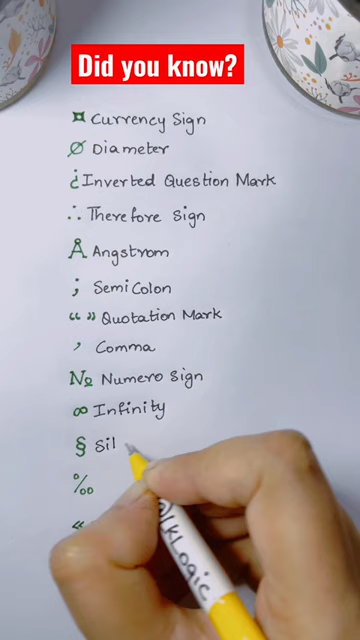 Did you know?
¤ Currency Sign
⌀ Diameter
¿ Inverted Question Mark
∴ Therefore Sign
Å Angstrom
; Semi Colon
“ ” Quotation Mark
, Comma
№ Numero Sign
∞ Infinity
§ Sil
‰
«
@LKLogic